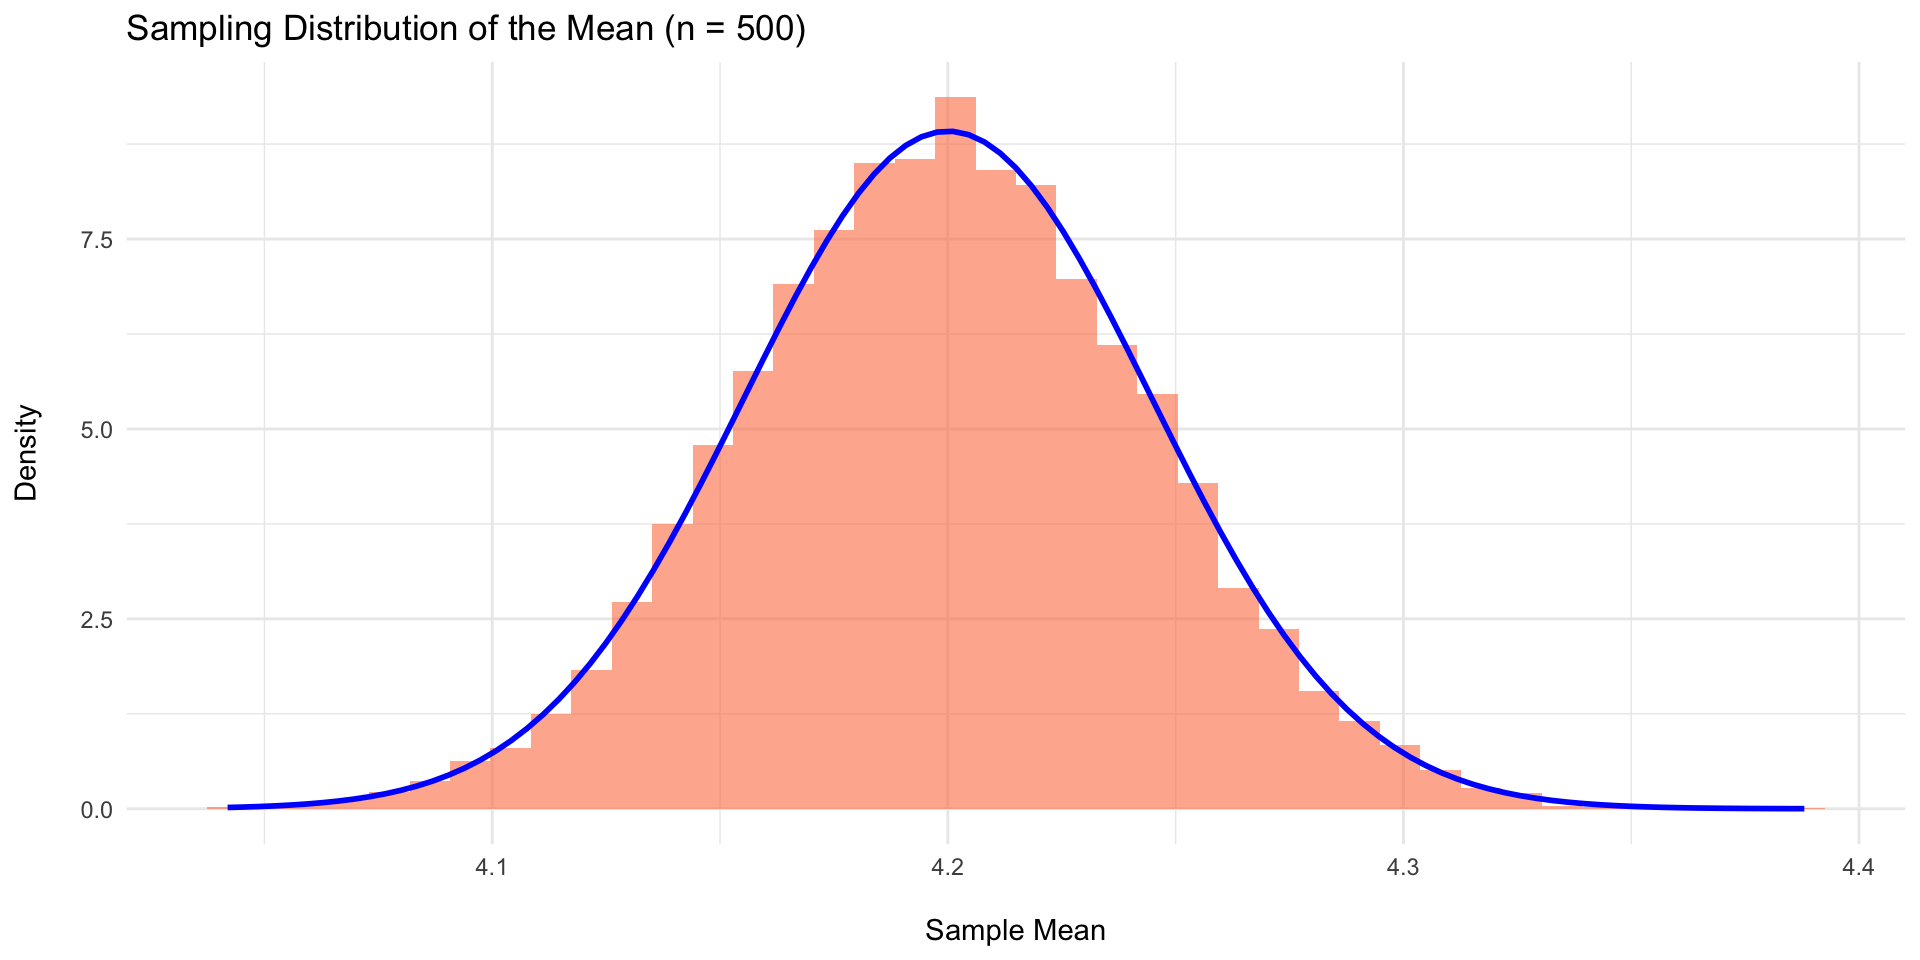 Sampling Distribution of the Mean (n = 500)
Density
7.5
5.0
2.5
0.0
4.1
4.2
4.3
4.4
Sample Mean